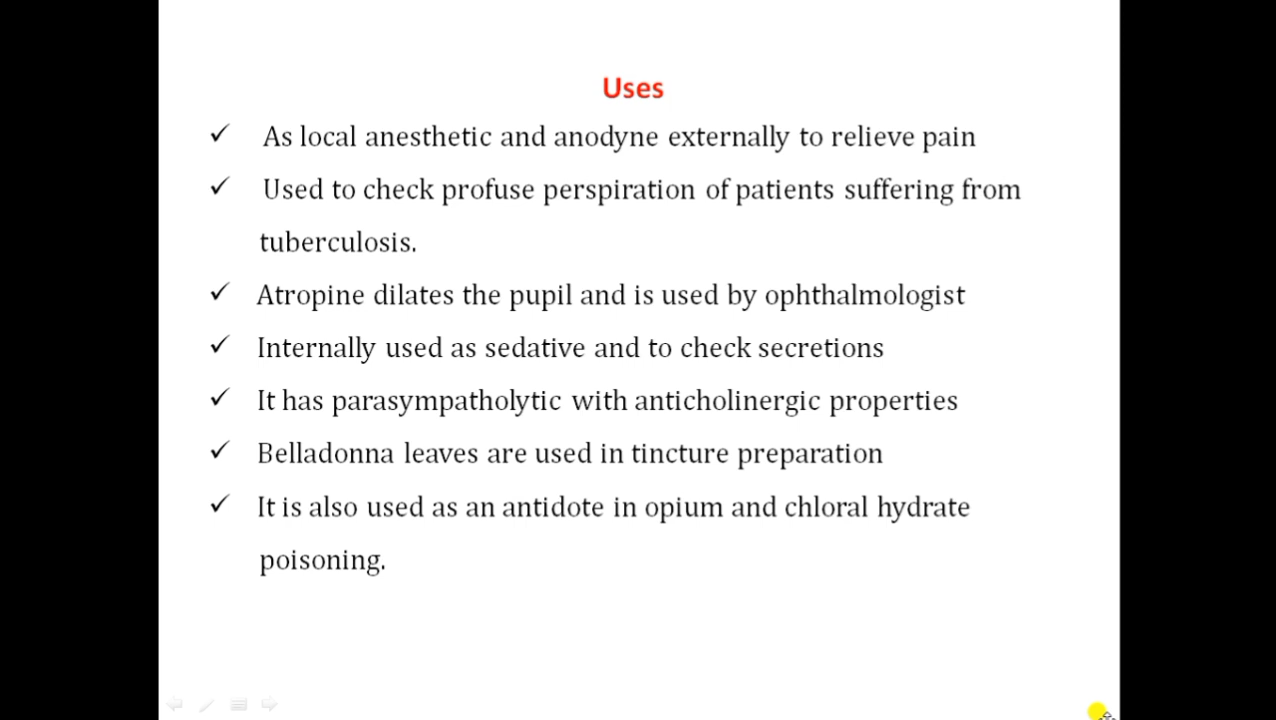 Uses
✓ As local anesthetic and anodyne externally to relieve pain
✓ Used to check profuse perspiration of patients suffering from
tuberculosis.
✓ Atropine dilates the pupil and is used by ophthalmologist
✓ Internally used as sedative and to check secretions
✓ It has parasympatholytic with anticholinergic properties
✓ Belladonna leaves are used in tincture preparation
✓ It is also used as an antidote in opium and chloral hydrate
poisoning.